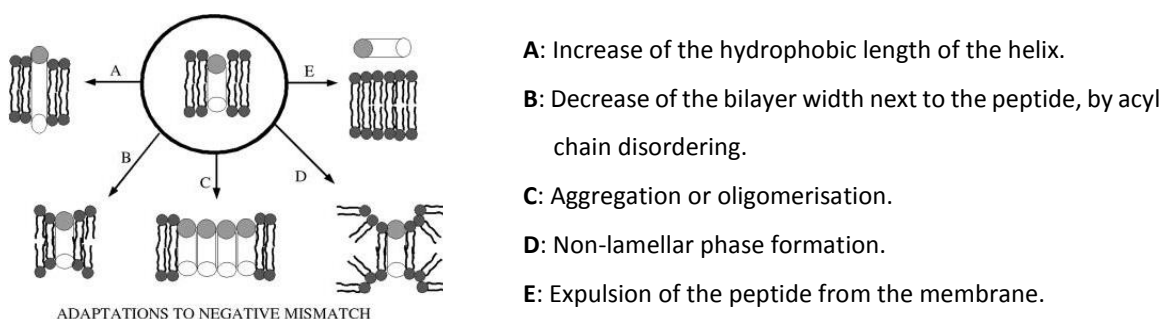 A
E
B
C
D
ADAPTATIONS TO NEGATIVE MISMATCH
A: Increase of the hydrophobic length of the helix.
B: Decrease of the bilayer width next to the peptide, by acyl
chain disordering.
C: Aggregation or oligomerisation.
D: Non-lamellar phase formation.
E: Expulsion of the peptide from the membrane.